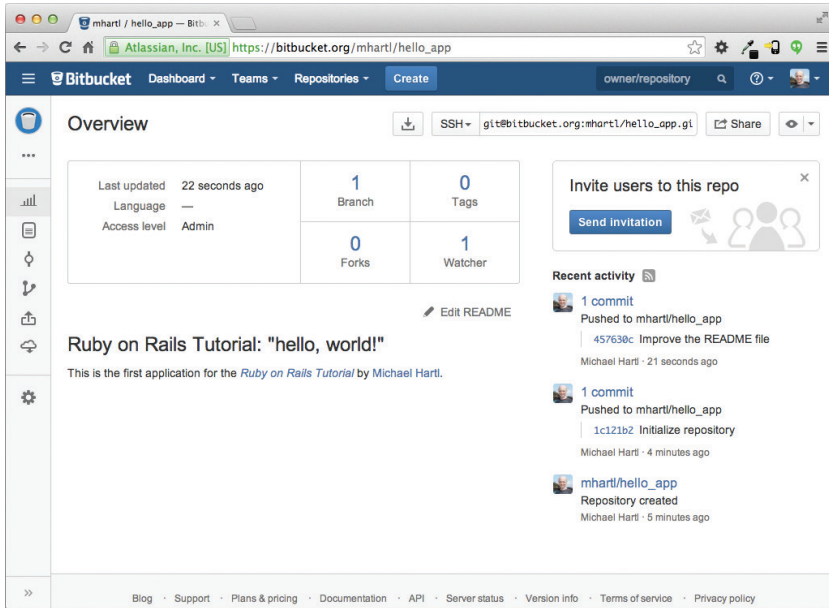 mhartl / hello_app — Bitb
Atlassian, Inc. [US] https://bitbucket.org/mhartl/hello_app
Bitbucket Dashboard Teams Repositories Create owner/repository
Overview
SSH git@bitbucket.org:mhartl/hello_app.gi Share
Last updated 22 seconds ago
Language —
Access level Admin
1
Branch
0
Tags
0
Forks
1
Watcher
Invite users to this repo
Send invitation
Edit README
Ruby on Rails Tutorial: "hello, world!"
This is the first application for the Ruby on Rails Tutorial by Michael Hartl.
Recent activity
1 commit
Pushed to mhartl/hello_app
457630c Improve the README file
Michael Hartl · 21 seconds ago
1 commit
Pushed to mhartl/hello_app
1c121b2 Initialize repository
Michael Hartl · 4 minutes ago
mhartl/hello_app
Repository created
Michael Hartl · 5 minutes ago
Blog · Support · Plans & pricing · Documentation · API · Server status · Version info · Terms of service · Privacy policy